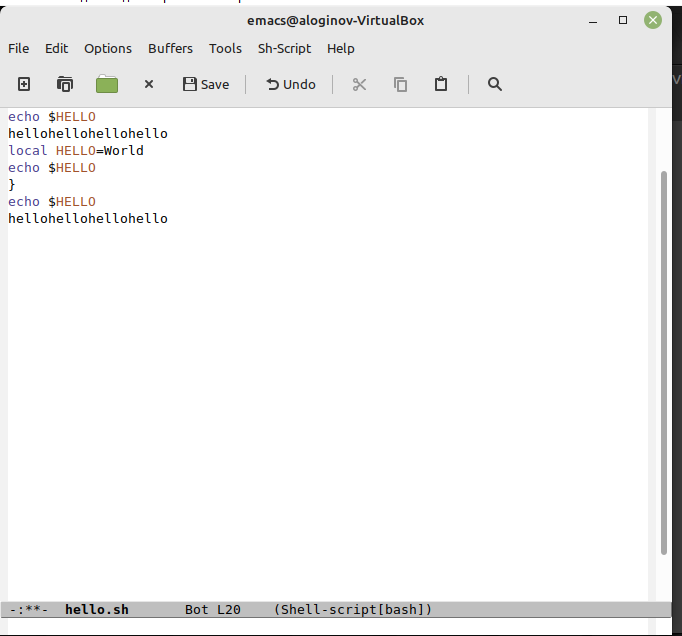 emacs@aloginov-VirtualBox
File Edit Options Buffers Tools Sh-Script Help
Save Undo
echo $HELLO
hellohellohellohello
local HELLO=World
echo $HELLO
}
echo $HELLO
hellohellohellohello
-:**- hello.sh Bot L20 (Shell-script[bash])